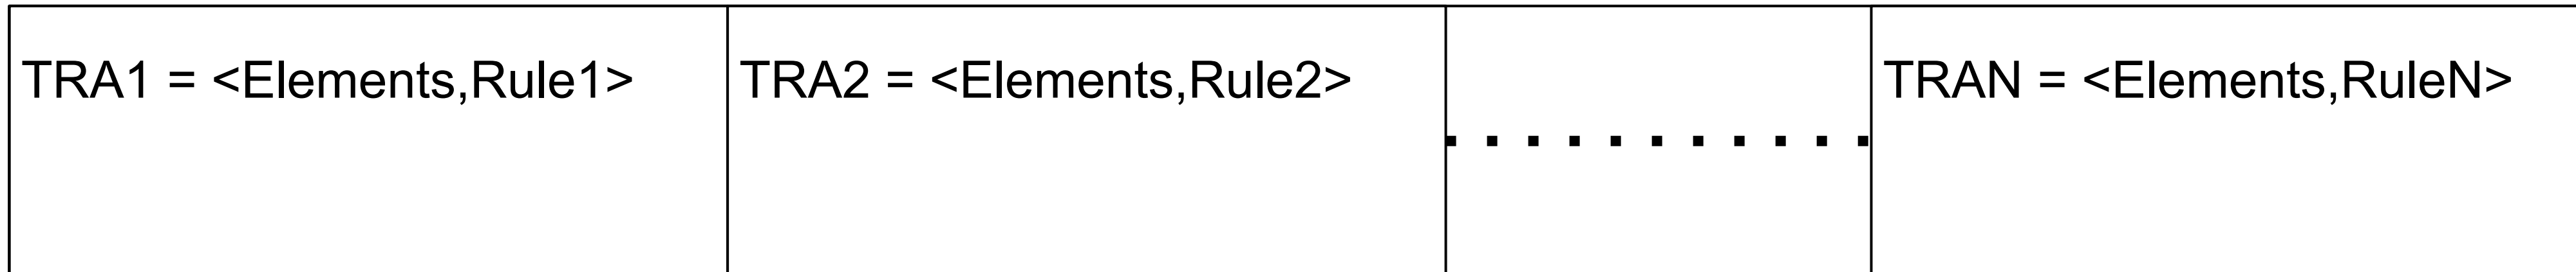 TRA1 = <Elements,Rule1>
TRA2 = <Elements,Rule2>
TRAN = <Elements,RuleN>